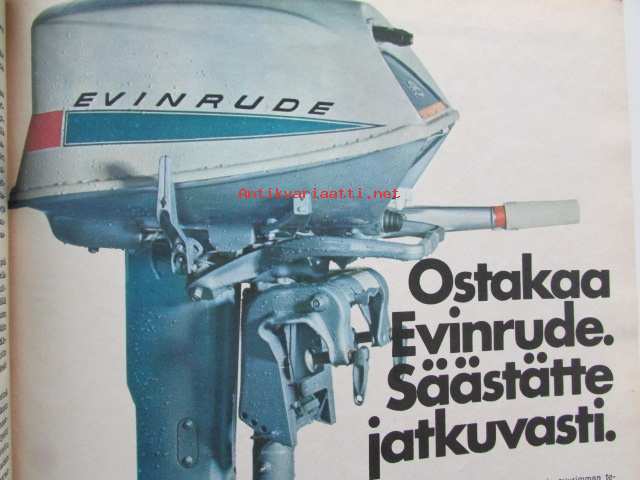 EVINRUDE
Antikvariaatti.net
Ostakaa
Evinrude.
Säästätte
jatkuvasti.